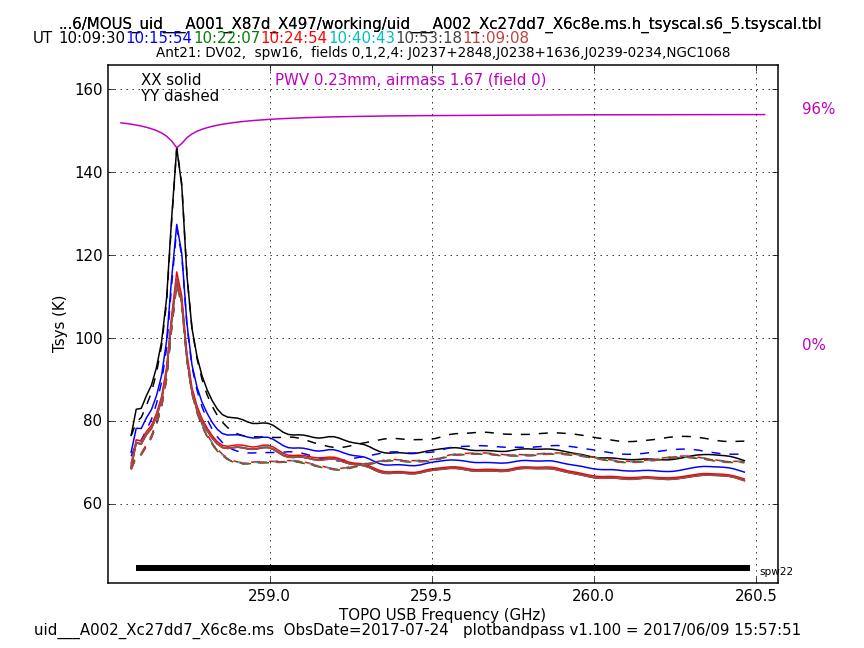 ...6/MOUS_uid___A001_X87d_X497/working/uid___A002_Xc27dd7_X6c8e.ms.h_tsyscal.s6_5.tsyscal.tbl
UT 10:09:30 10:15:54 10:22:07 10:24:54 10:40:43 10:53:18 11:09:08
Ant21: DV02, spw16, fields 0,1,2,4: J0237+2848,J0238+1636,J0239-0234,NGC1068
XX solid
YY dashed
PWV 0.23mm, airmass 1.67 (field 0)
96%
0%
160
140
120
100
80
60
Tsys (K)
spw22
259.0 259.5 260.0 260.5
TOPO USB Frequency (GHz)
uid___A002_Xc27dd7_X6c8e.ms ObsDate=2017-07-24 plotbandpass v1.100 = 2017/06/09 15:57:51